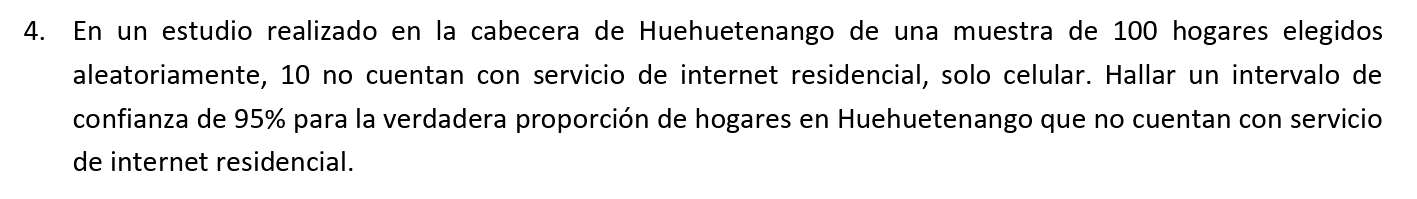 4. En un estudio realizado en la cabecera de Huehuetenango de una muestra de 100 hogares elegidos
aleatoriamente, 10 no cuentan con servicio de internet residencial, solo celular. Hallar un intervalo de
confianza de 95% para la verdadera proporción de hogares en Huehuetenango que no cuentan con servicio
de internet residencial.